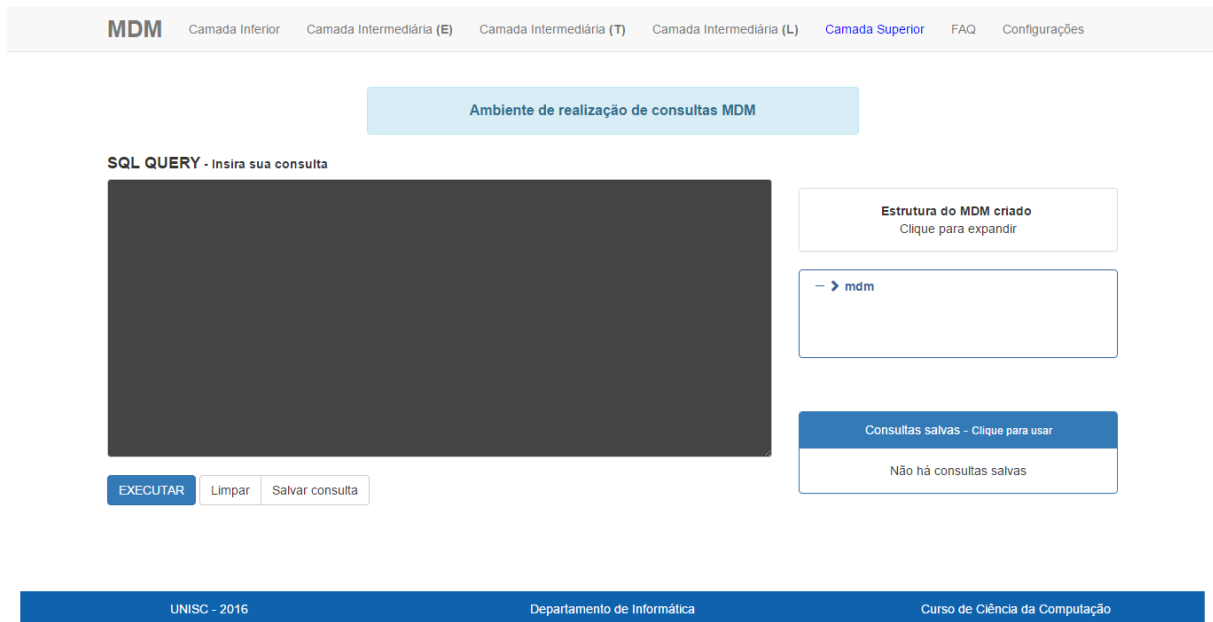 MDM Camada Inferior Camada Intermediária (E) Camada Intermediária (T) Camada Intermediária (L) Camada Superior FAQ Configurações
Ambiente de realização de consultas MDM
SQL QUERY - Insira sua consulta
Estrutura do MDM criado
Clique para expandir
mdm
Consultas salvas - Clique para usar
Não há consultas salvas
EXECUTAR Limpar Salvar consulta
UNISC - 2016 Departamento de Informática Curso de Ciência da Computação